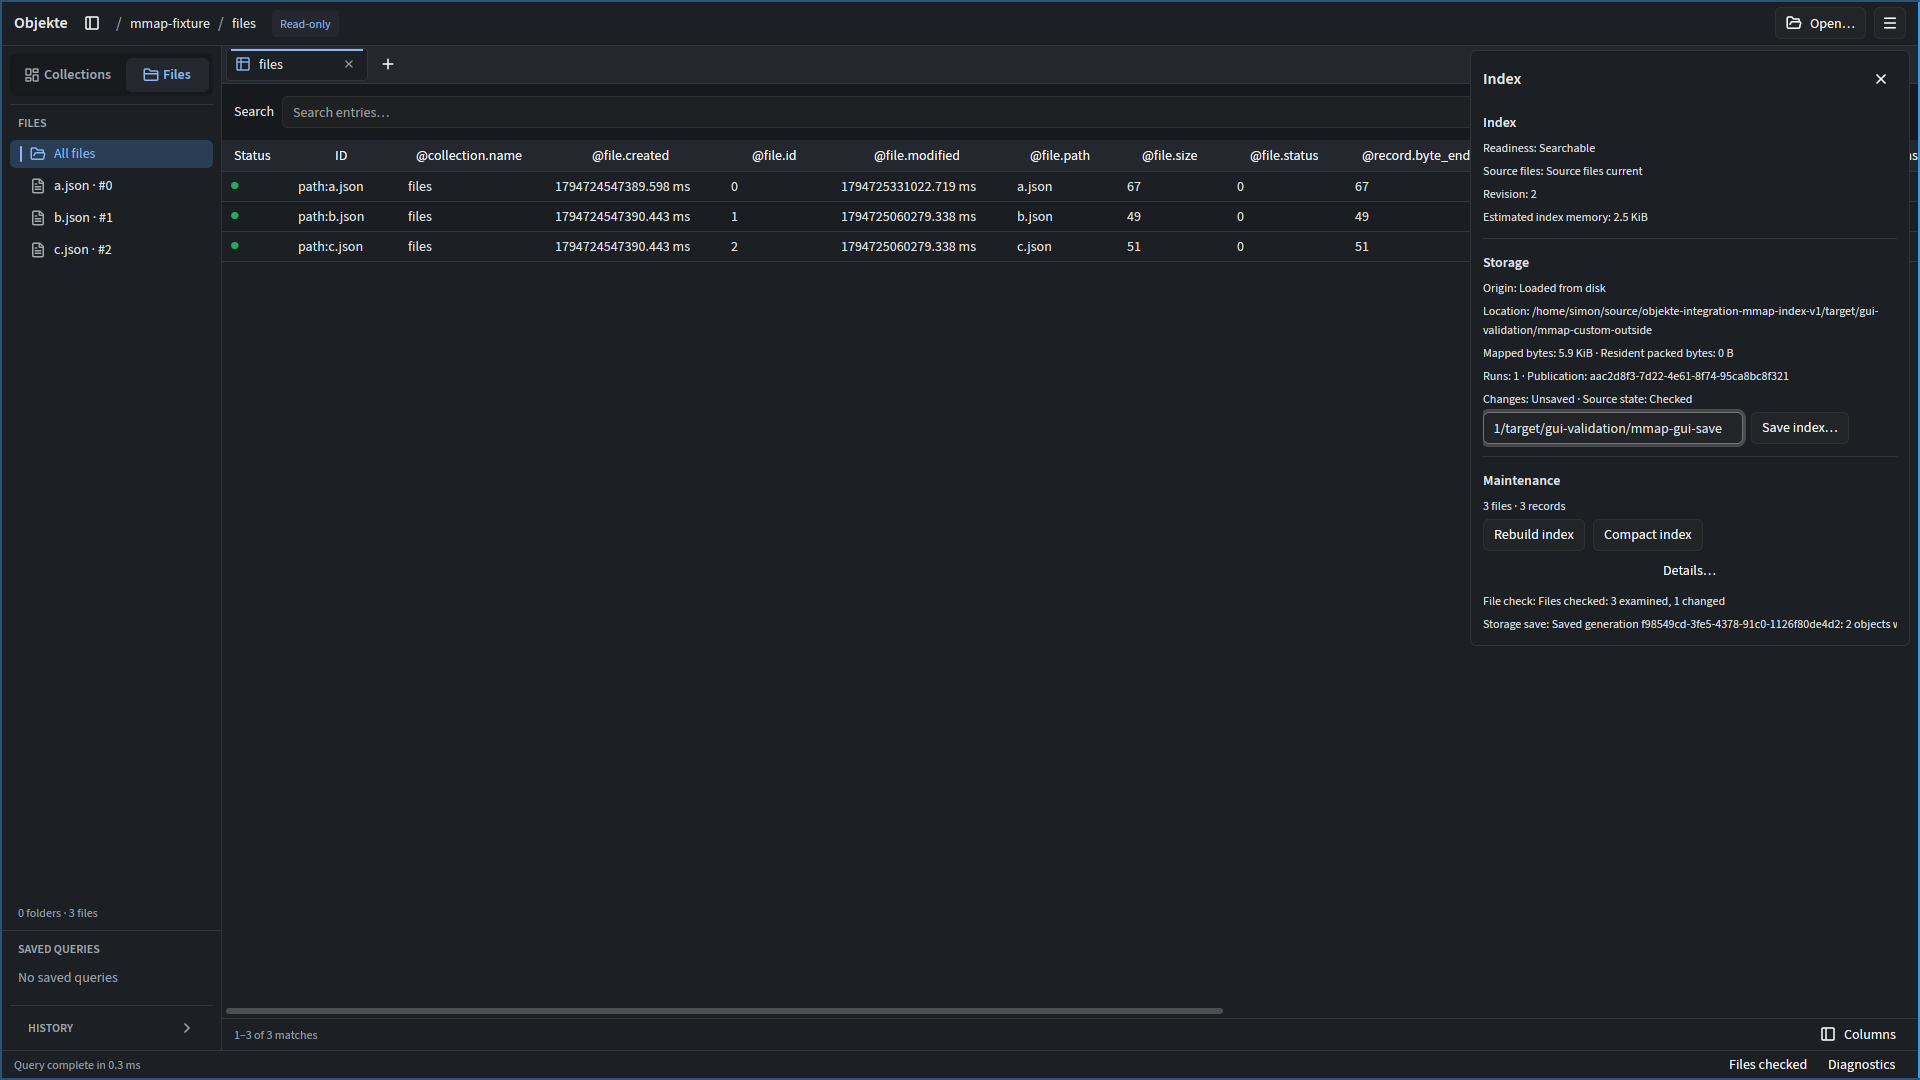 Objekte / mmap-fixture / files Read-only Open…
Collections Files
FILES
All files
a.json · #0
b.json · #1
c.json · #2
0 folders · 3 files
SAVED QUERIES
No saved queries
HISTORY
files
Search Search entries…
Status ID @collection.name @file.created @file.id @file.modified @file.path @file.size @file.status @record.byte_end
path:a.json files 1794724547389.598 ms 0 1794725331022.719 ms a.json 67 0 67
path:b.json files 1794724547390.443 ms 1 1794725060279.338 ms b.json 49 0 49
path:c.json files 1794724547390.443 ms 2 1794725060279.338 ms c.json 51 0 51
1–3 of 3 matches
Columns
Index
Index
Readiness: Searchable
Source files: Source files current
Revision: 2
Estimated index memory: 2.5 KiB
Storage
Origin: Loaded from disk
Location: /home/simon/source/objekte-integration-mmap-index-v1/target/gui-
validation/mmap-custom-outside
Mapped bytes: 5.9 KiB · Resident packed bytes: 0 B
Runs: 1 · Publication: aac2d8f3-7d22-4e61-8f74-95ca8bc8f321
Changes: Unsaved · Source state: Checked
1/target/gui-validation/mmap-gui-save Save index…
Maintenance
3 files · 3 records
Rebuild index Compact index
Details…
File check: Files checked: 3 examined, 1 changed
Storage save: Saved generation f98549cd-3fe5-4378-91c0-1126f80de4d2: 2 objects
Query complete in 0.3 ms
Files checked Diagnostics